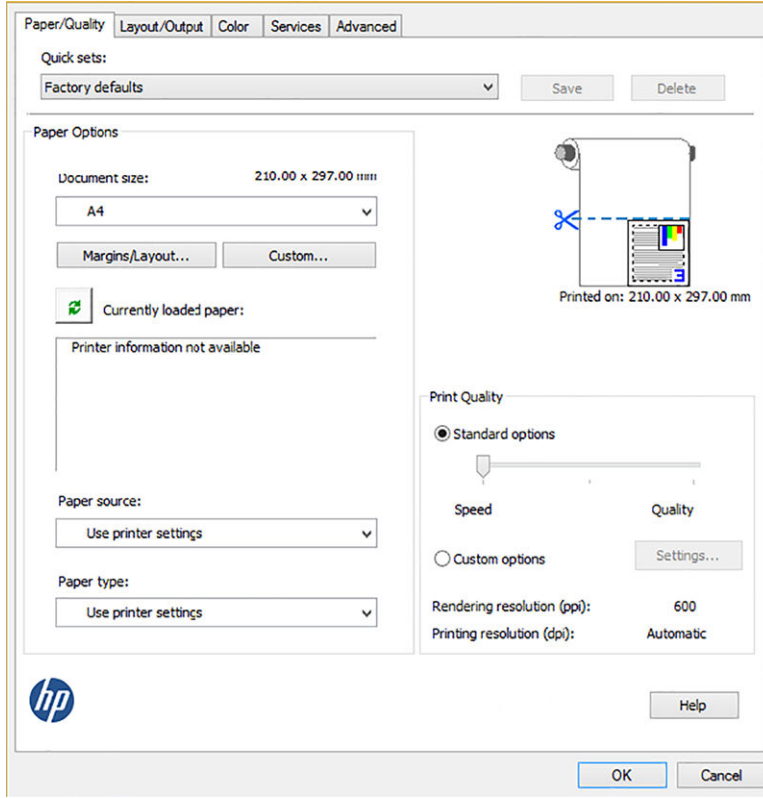 Paper/Quality Layout/Output Color Services Advanced
Quick sets:
Factory defaults Save Delete
Paper Options
Document size: 210.00 x 297.00 mm
A4
Margins/Layout... Custom...
Currently loaded paper:
Printer information not available
Paper source:
Use printer settings
Paper type:
Use printer settings
3
Printed on: 210.00 x 297.00 mm
Print Quality
Standard options
Speed Quality
Custom options Settings...
Rendering resolution (ppi): 600
Printing resolution (dpi): Automatic
hp
Help
OK Cancel